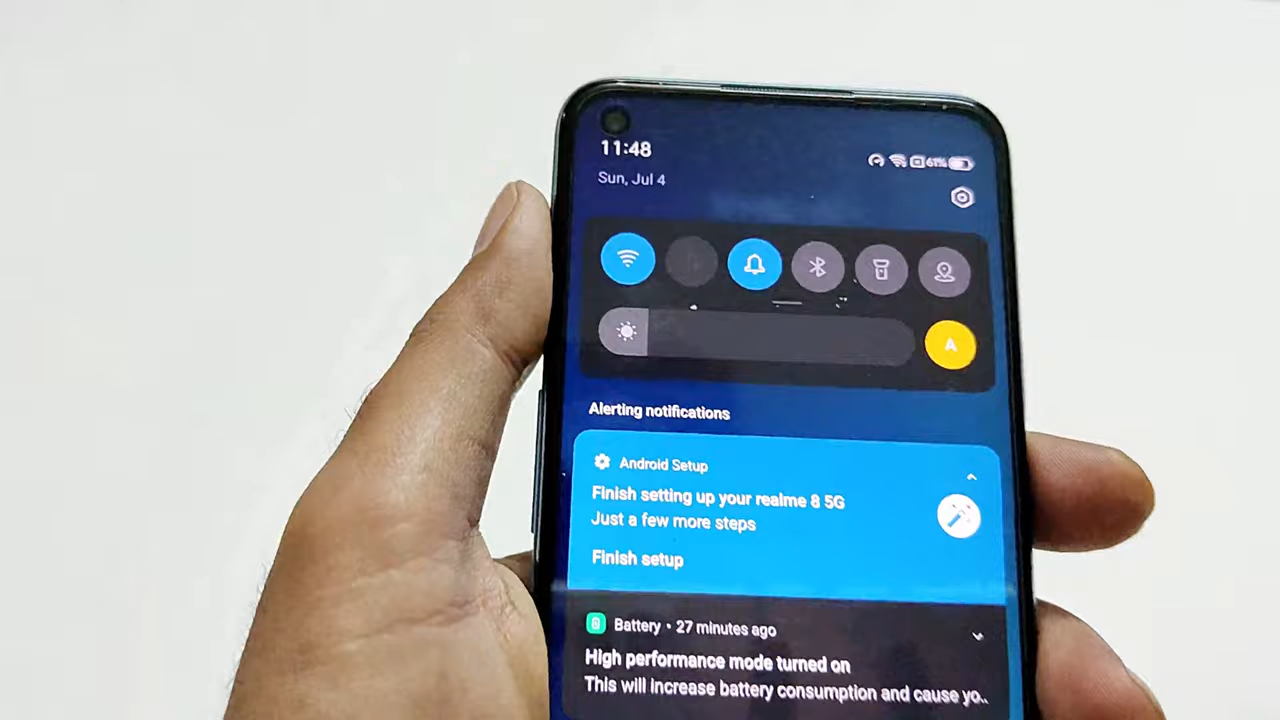 11:48
61%
Sun, Jul 4
A
Alerting notifications
Android Setup
Finish setting up your realme 8 5G
Just a few more steps
Finish setup
Battery • 27 minutes ago
High performance mode turned on
This will increase battery consumption and cause yo..